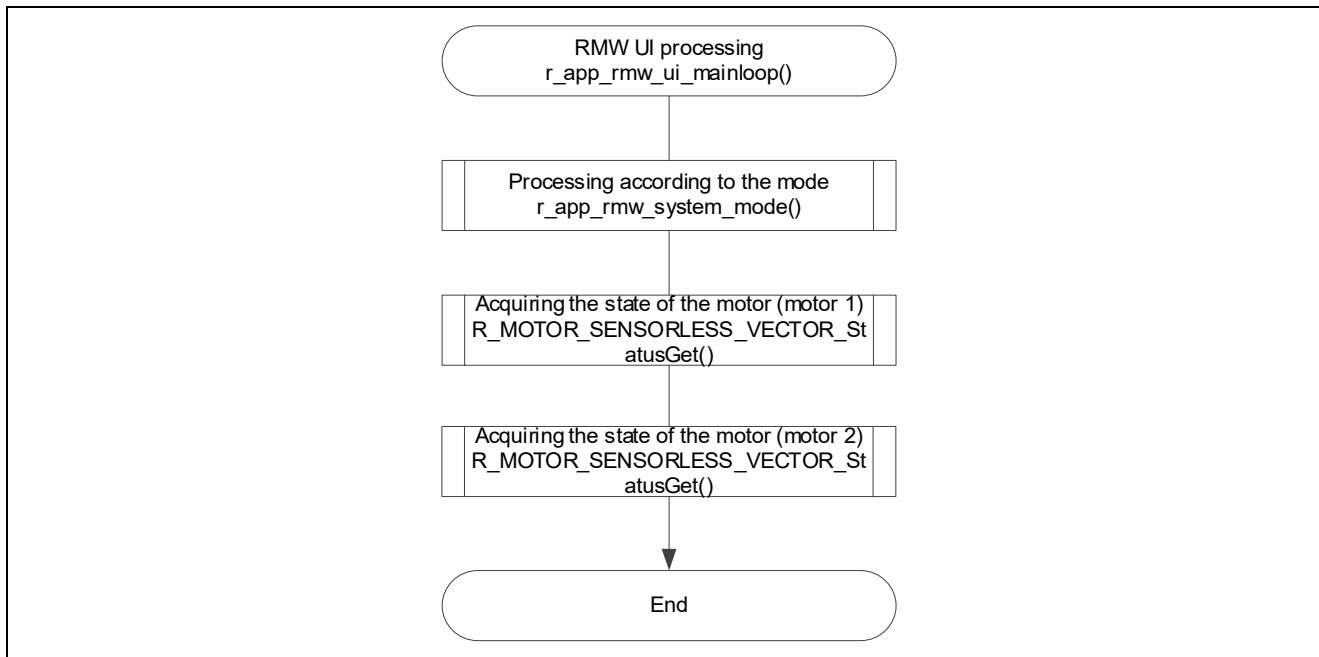 RMW UI processing
r_app_rmw_ui_mainloop()
Processing according to the mode
r_app_rmw_system_mode()
Acquiring the state of the motor (motor 1)
R_MOTOR_SENSORLESS_VECTOR_St
atusGet()
Acquiring the state of the motor (motor 2)
R_MOTOR_SENSORLESS_VECTOR_St
atusGet()
End